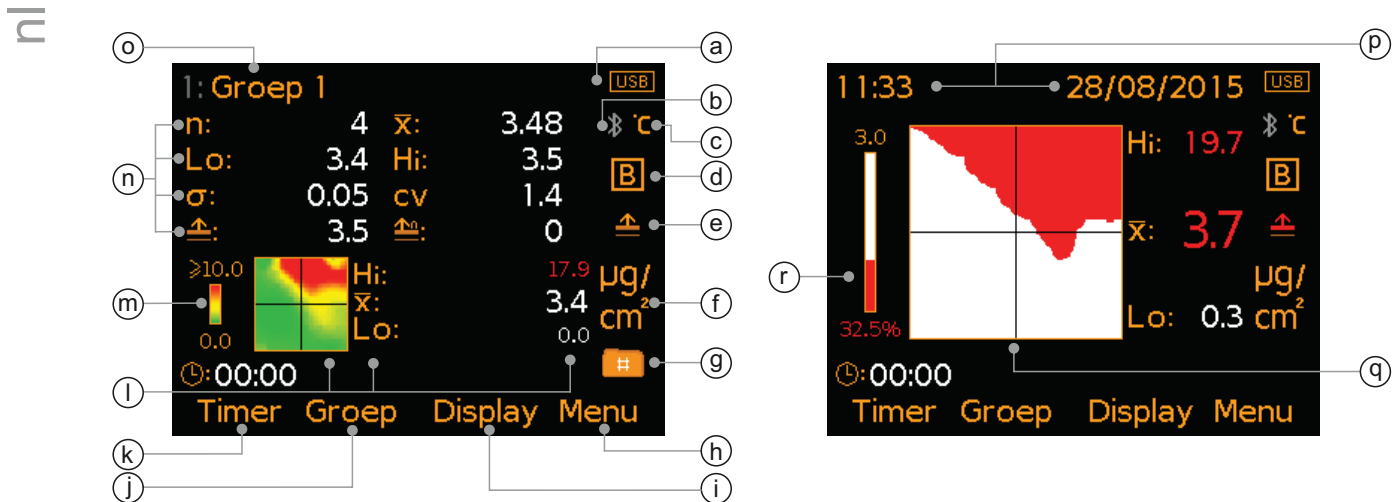 nl
o a p
1: Groep 1 USB
11:33 28/08/2015 USB
b
n: 4 x̄: 3.48 °C
c
Lo: 3.4 Hi: 3.5
n
B d
σ: 0.05 cv 1.4
: 3.5 : 0
e
≥10.0
0.0
m
Hi: 17.9
x̄: 3.4
Lo: 0.0
µg/
cm² f
# g
l
:00:00
Timer Groep Display Menu
k j i h
3.0
32.5%
r
Hi: 19.7 °C
B
x̄: 3.7
µg/
Lo: 0.3 cm²
q
:00:00
Timer Groep Display Menu